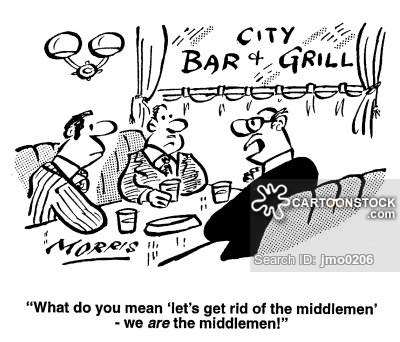 CITY
BAR & GRILL
MORRIS
CARTOONSTOCK
.com
Search ID: jmo0206
“What do you mean ‘let’s get rid of the middlemen’
- we are the middlemen!”